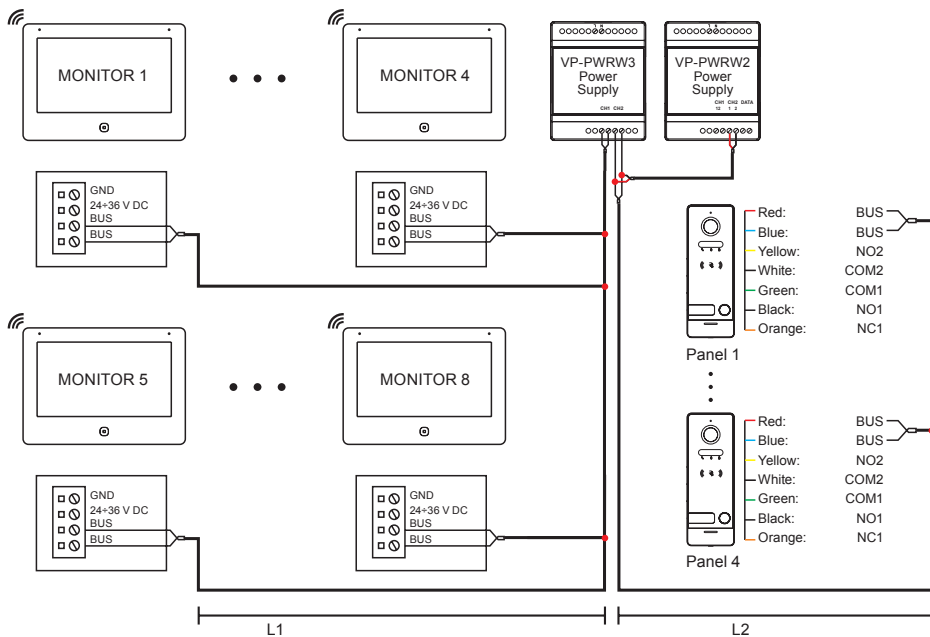 MONITOR 1
MONITOR 4
VP-PWRW3
Power
Supply
CH1 CH2
VP-PWRW2
Power
Supply
CH1 CH2 DATA
12 1 2
GND
24÷36 V DC
BUS
BUS
GND
24÷36 V DC
BUS
BUS
Red: BUS
Blue: BUS
Yellow: NO2
White: COM2
Green: COM1
Black: NO1
Orange: NC1
Panel 1
MONITOR 5
MONITOR 8
GND
24÷36 V DC
BUS
BUS
GND
24÷36 V DC
BUS
BUS
Red: BUS
Blue: BUS
Yellow: NO2
White: COM2
Green: COM1
Black: NO1
Orange: NC1
Panel 4
L1
L2